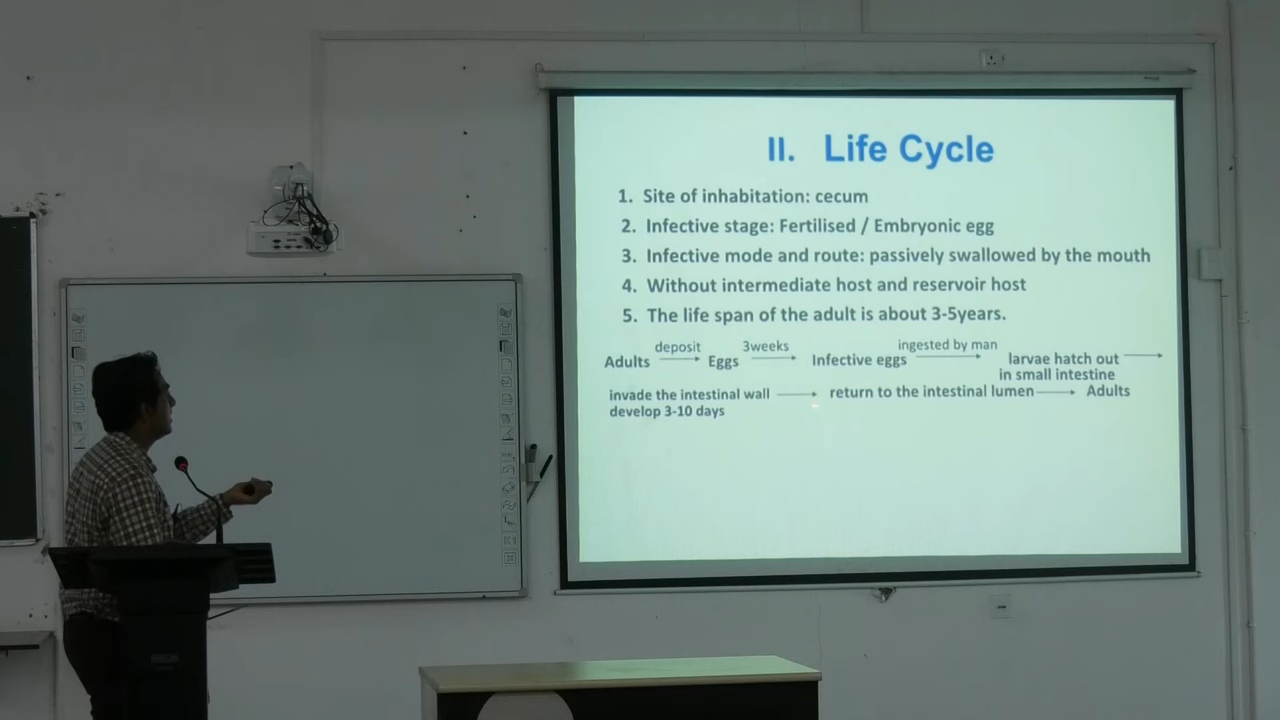 II. Life Cycle
1. Site of inhabitation: cecum
2. Infective stage: Fertilised / Embryonic egg
3. Infective mode and route: passively swallowed by the mouth
4. Without intermediate host and reservoir host
5. The life span of the adult is about 3-5years.
deposit 3weeks ingested by man
Adults Eggs Infective eggs larvae hatch out
in small intestine
invade the intestinal wall return to the intestinal lumen Adults
develop 3-10 days